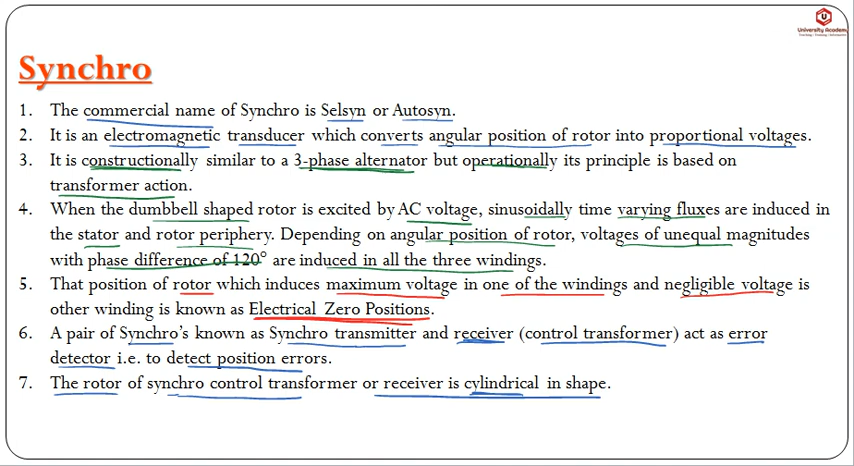 University Academy
Synchro
1. The commercial name of Synchro is Selsyn or Autosyn.
2. It is an electromagnetic transducer which converts angular position of rotor into proportional voltages.
3. It is constructionally similar to a 3-phase alternator but operationally its principle is based on
transformer action.
4. When the dumbbell shaped rotor is excited by AC voltage, sinusoidally time varying fluxes are induced in
the stator and rotor periphery. Depending on angular position of rotor, voltages of unequal magnitudes
with phase difference of 120° are induced in all the three windings.
5. That position of rotor which induces maximum voltage in one of the windings and negligible voltage is
other winding is known as Electrical Zero Positions.
6. A pair of Synchro's known as Synchro transmitter and receiver (control transformer) act as error
detector i.e. to detect position errors.
7. The rotor of synchro control transformer or receiver is cylindrical in shape.